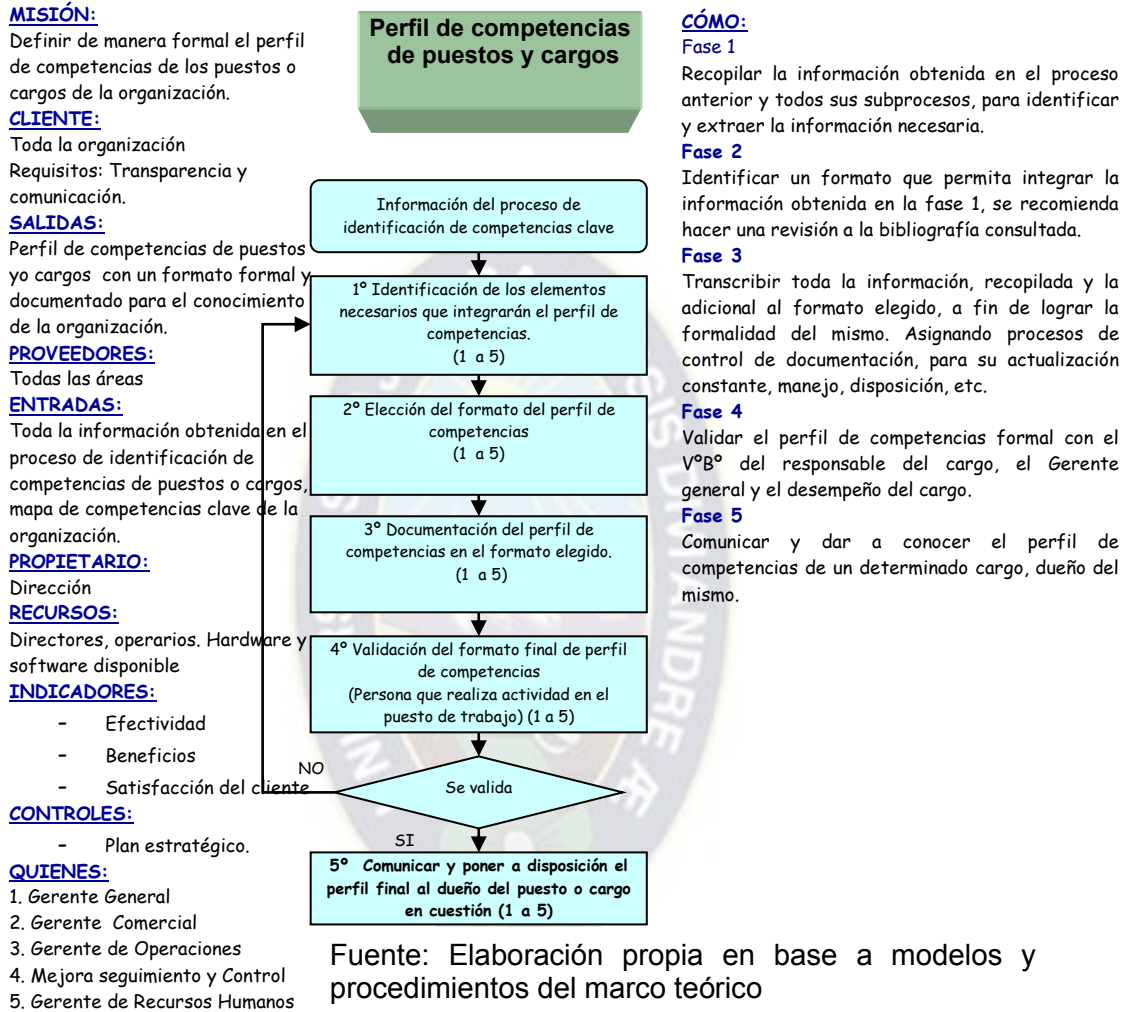 MISIÓN:
Definir de manera formal el perfil
de competencias de los puestos o
cargos de la organización.
CLIENTE:
Toda la organización
Requisitos: Transparencia y
comunicación.
SALIDAS:
Perfil de competencias de puestos
yo cargos con un formato formal y
documentado para el conocimiento
de la organización.
PROVEEDORES:
Todas las áreas
ENTRADAS:
Toda la información obtenida en el
proceso de identificación de
competencias de puestos o cargos,
mapa de competencias clave de la
organización.
PROPIETARIO:
Dirección
RECURSOS:
Directores, operarios. Hardware y
software disponible
INDICADORES:
- Efectividad
- Beneficios
- Satisfacción del cliente
CONTROLES:
- Plan estratégico.
QUIENES:
1. Gerente General
2. Gerente Comercial
3. Gerente de Operaciones
4. Mejora seguimiento y Control
5. Gerente de Recursos Humanos
Perfil de competencias
de puestos y cargos
Información del proceso de
identificación de competencias clave
1º Identificación de los elementos
necesarios que integrarán el perfil de
competencias.
(1 a 5)
2º Elección del formato del perfil de
competencias
(1 a 5)
3º Documentación del perfil de
competencias en el formato elegido.
(1 a 5)
4º Validación del formato final de perfil
de competencias
(Persona que realiza actividad en el
puesto de trabajo) (1 a 5)
NO
Se valida
SI
5º Comunicar y poner a disposición el
perfil final al dueño del puesto o cargo
en cuestión (1 a 5)
CÓMO:
Fase 1
Recopilar la información obtenida en el proceso
anterior y todos sus subprocesos, para identificar
y extraer la información necesaria.
Fase 2
Identificar un formato que permita integrar la
información obtenida en la fase 1, se recomienda
hacer una revisión a la bibliografía consultada.
Fase 3
Transcribir toda la información, recopilada y la
adicional al formato elegido, a fin de lograr la
formalidad del mismo. Asignando procesos de
control de documentación, para su actualización
constante, manejo, disposición, etc.
Fase 4
Validar el perfil de competencias formal con el
VºBº del responsable del cargo, el Gerente
general y el desempeño del cargo.
Fase 5
Comunicar y dar a conocer el perfil de
competencias de un determinado cargo, dueño del
mismo.
Fuente: Elaboración propia en base a modelos y
procedimientos del marco teórico